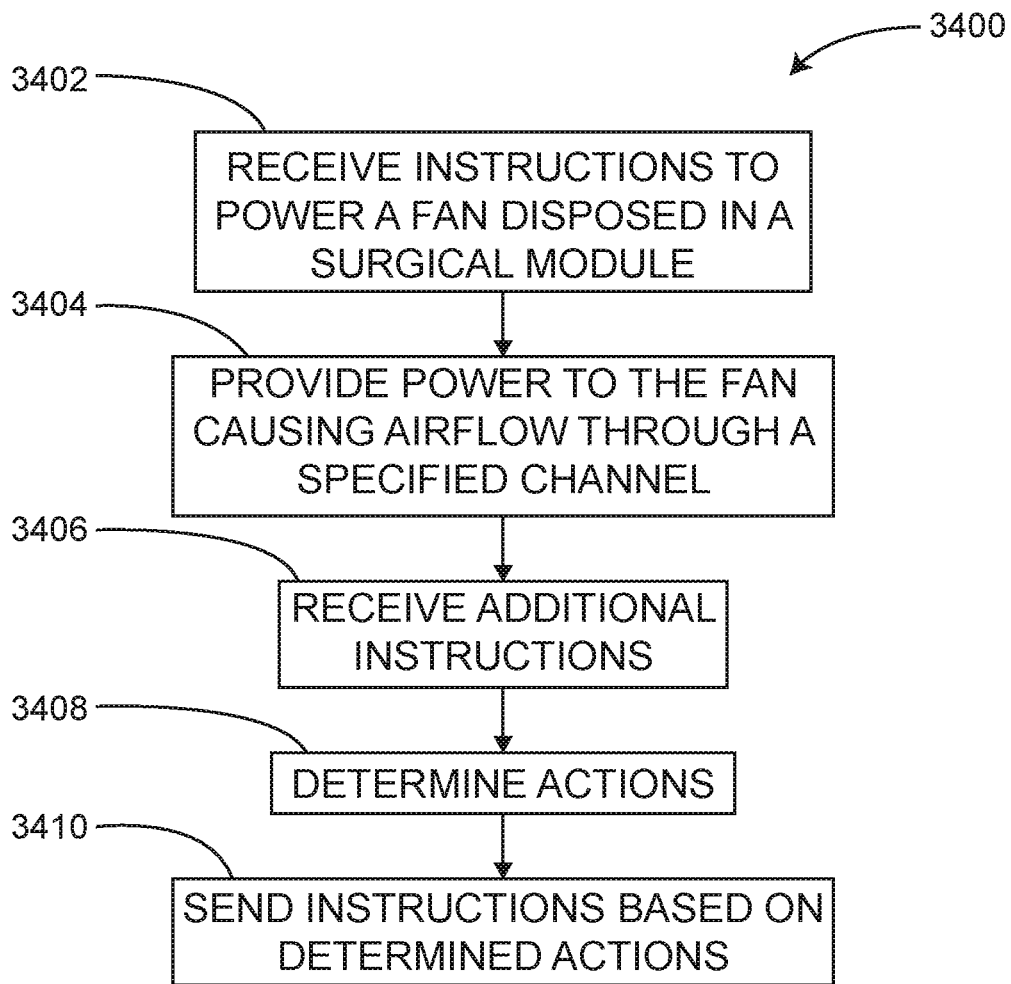 3400
3402
RECEIVE INSTRUCTIONS TO
POWER A FAN DISPOSED IN A
SURGICAL MODULE
3404
PROVIDE POWER TO THE FAN
CAUSING AIRFLOW THROUGH A
SPECIFIED CHANNEL
3406
RECEIVE ADDITIONAL
INSTRUCTIONS
3408
DETERMINE ACTIONS
3410
SEND INSTRUCTIONS BASED ON
DETERMINED ACTIONS